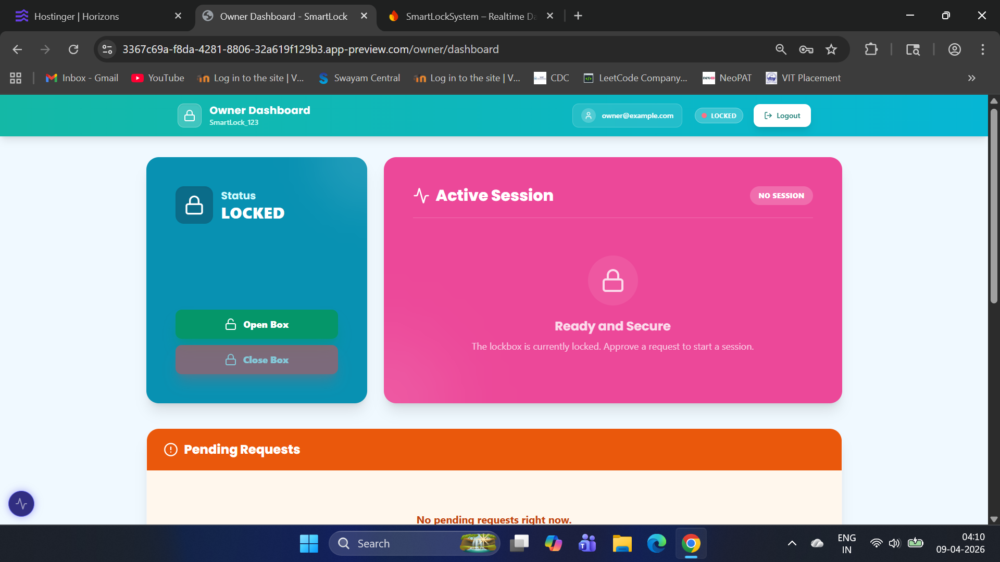 Hostinger | Horizons
Owner Dashboard - SmartLock
SmartLockSystem – Realtime Da
3367c69a-f8da-4281-8806-32a619f129b3.app-preview.com/owner/dashboard
Inbox - Gmail
YouTube
Log in to the site | V...
Swayam Central
Log in to the site | V...
CDC
LeetCode Company...
NeoPAT
VIT Placement
Owner Dashboard
SmartLock_123
owner@example.com
LOCKED
Logout
Status
LOCKED
Open Box
Close Box
Active Session
NO SESSION
Ready and Secure
The lockbox is currently locked. Approve a request to start a session.
Pending Requests
No pending requests right now.
Search
ENG
IN
04:10
09-04-2026